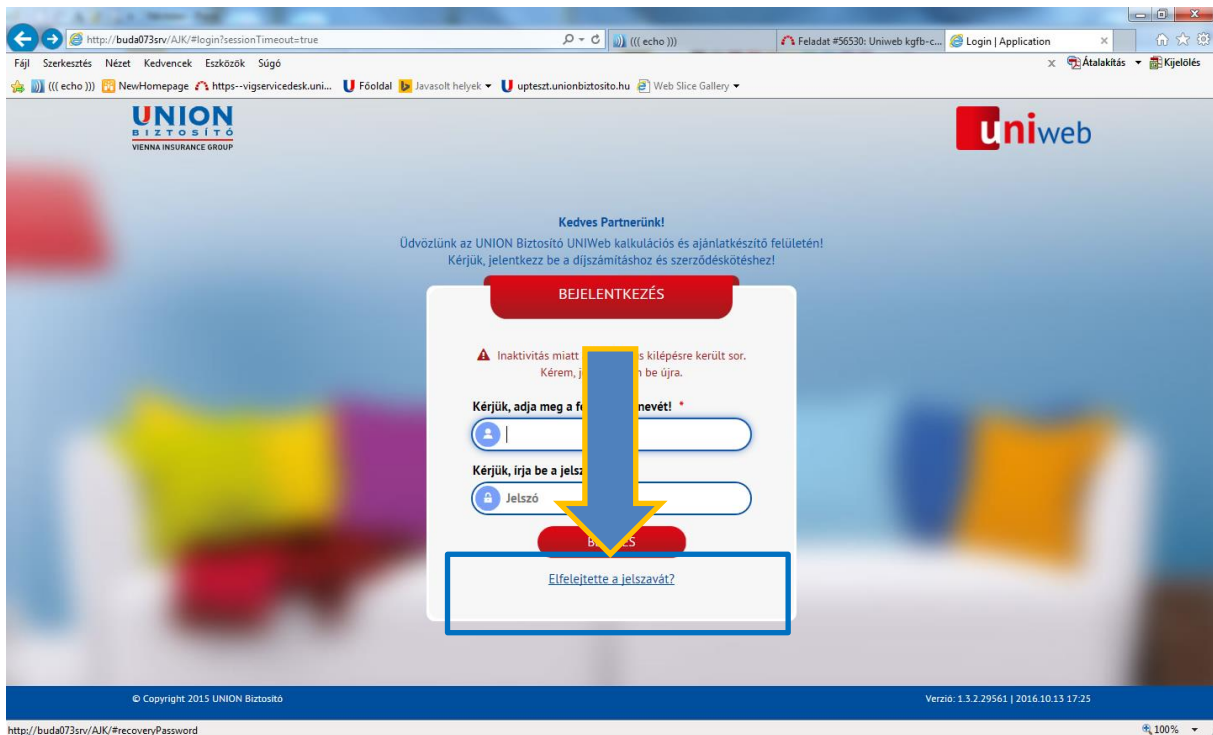 http://buda073srv/AJK/#login?sessionTimeout=true
((( echo )))
Feladat #56530: Uniweb kgfb-c...
Login | Application
Fájl Szerkesztés Nézet Kedvencek Eszközök Súgó
Átalakítás Kijelölés
((( echo ))) NewHomepage https--vigservicedesk.uni... Főoldal Javasolt helyek upteszt.unionbiztosito.hu Web Slice Gallery
UNION
BIZTOSÍTÓ
VIENNA INSURANCE GROUP
uniweb
Kedves Partnerünk!
Üdvözlünk az UNION Biztosító UNIWeb kalkulációs és ajánlatkészítő felületén!
Kérjük, jelentkezz be a díjszámításhoz és szerződéskötéshez!
BEJELENTKEZÉS
Inaktivitás miatt kilépésre került sor.
Kérem, be újra.
Kérjük, adja meg a *
Kérjük, írja be a
Jelszó
Elfelejtette a jelszavát?
© Copyright 2015 UNION Biztosító
Verzió: 1.3.2.29561 | 2016.10.13 17:25
http://buda073srv/AJK/#recoveryPassword
100%